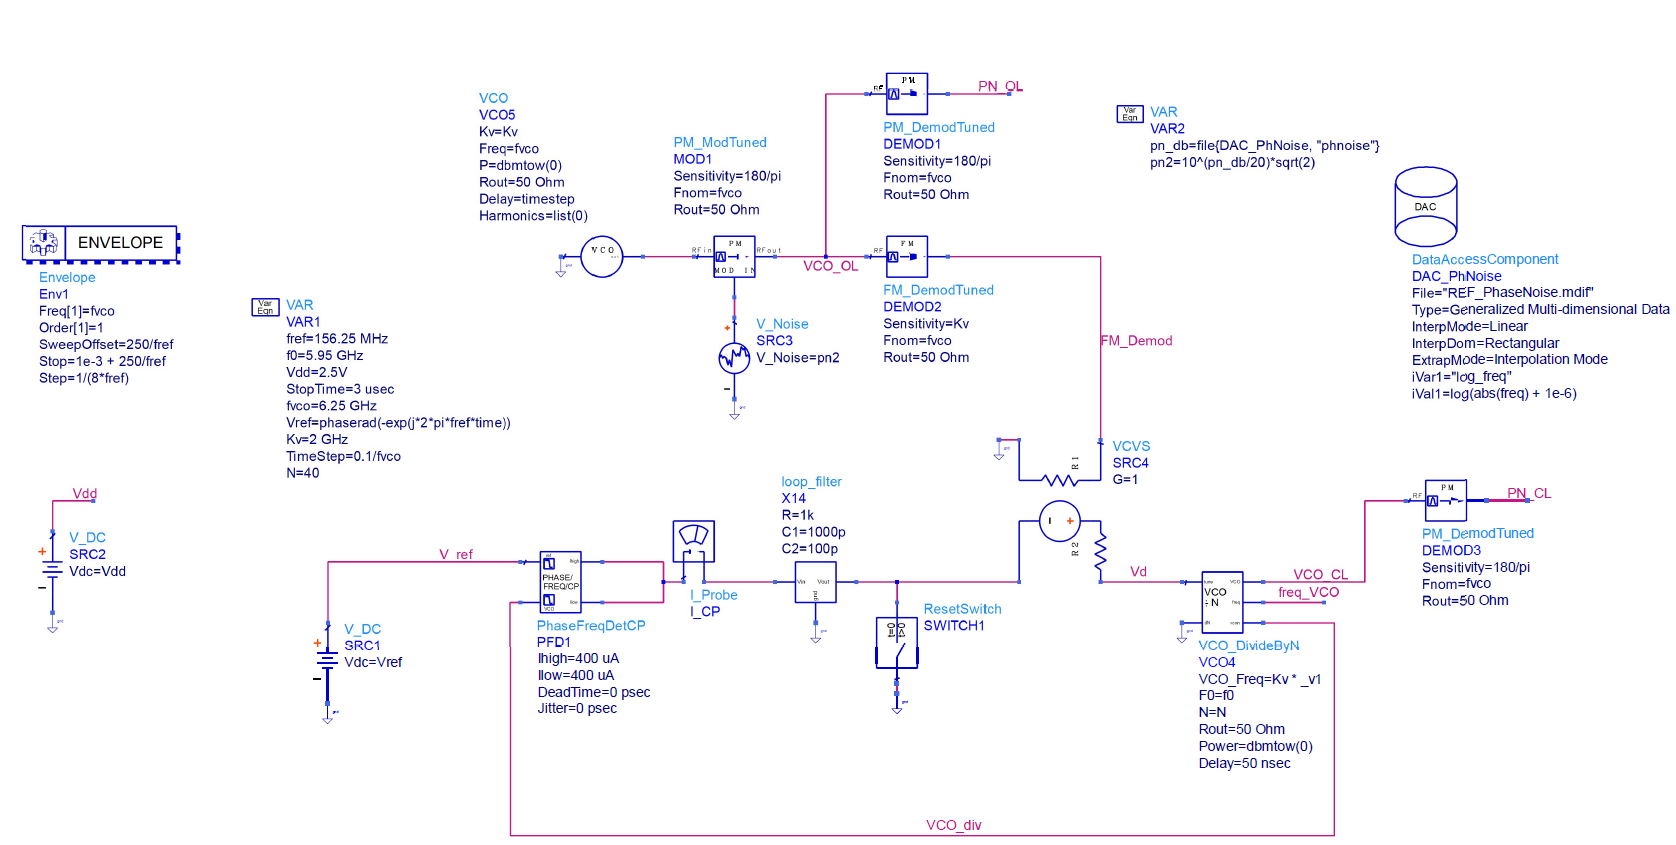 PM
RF
PN_OL
PM_DemodTuned
DEMOD1
Sensitivity=180/pi
Fnom=fvco
Rout=50 Ohm
VCO
VCO5
Kv=Kv
Freq=fvco
P=dbmtow(0)
Rout=50 Ohm
Delay=timestep
Harmonics=list(0)
PM_ModTuned
MOD1
Sensitivity=180/pi
Fnom=fvco
Rout=50 Ohm
Var
Eqn
VAR
VAR2
pn_db=file{DAC_PhNoise, "phnoise"}
pn2=10^(pn_db/20)*sqrt(2)
DAC
DataAccessComponent
DAC_PhNoise
File="REF_PhaseNoise.mdif"
Type=Generalized Multi-dimensional Data
InterpMode=Linear
InterpDom=Rectangular
ExtrapMode=Interpolation Mode
iVar1="log_freq"
iVal1=log(abs(freq) + 1e-6)
ENVELOPE
Envelope
Env1
Freq[1]=fvco
Order[1]=1
SweepOffset=250/fref
Stop=1e-3 + 250/fref
Step=1/(8*fref)
Var
Eqn
VAR
VAR1
fref=156.25 MHz
f0=5.95 GHz
Vdd=2.5V
StopTime=3 usec
fvco=6.25 GHz
Vref=phaserad(-exp(j*2*pi*fref*time))
Kv=2 GHz
TimeStep=0.1/fvco
N=40
VCO
RFin
PM
MOD IN
RFout
VCO_OL
RF
FM
FM_DemodTuned
DEMOD2
Sensitivity=Kv
Fnom=fvco
Rout=50 Ohm
V_Noise
SRC3
V_Noise=pn2
FM_Demod
R1
VCVS
SRC4
G=1
R2
Vdd
V_DC
SRC2
Vdc=Vdd
V_DC
SRC1
Vdc=Vref
V_ref
PHASE/
FREQ/CP
VCO
PhaseFreqDetCP
PFD1
Ihigh=400 uA
Ilow=400 uA
DeadTime=0 psec
Jitter=0 psec
I_Probe
I_CP
loop_filter
X14
R=1k
C1=1000p
C2=100p
Vin
Vout
gnd
t=0
t>0
ResetSwitch
SWITCH1
Vd
VCO
÷ N
VCO_CL
freq_VCO
VCO_DivideByN
VCO4
VCO_Freq=Kv * _v1
F0=f0
N=N
Rout=50 Ohm
Power=dbmtow(0)
Delay=50 nsec
RF
PM
PN_CL
PM_DemodTuned
DEMOD3
Sensitivity=180/pi
Fnom=fvco
Rout=50 Ohm
VCO_div